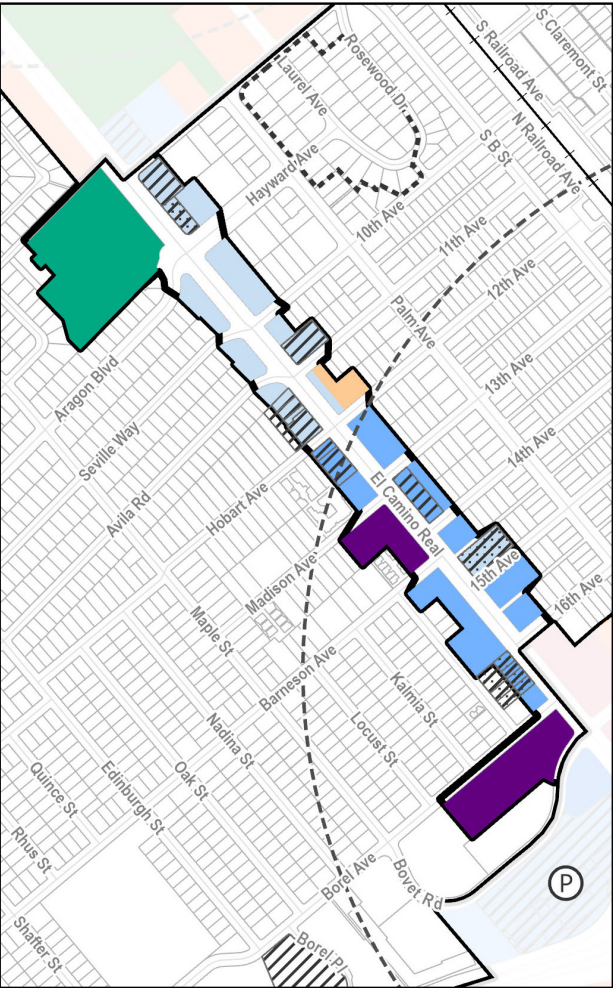 S Claremont St
S Railroad Ave
Rosewood Dr
Laurel Ave
N Railroad Ave
S B St
Hayward Ave
10th Ave
11th Ave
12th Ave
Palm Ave
13th Ave
Aragon Blvd
14th Ave
Seville Way
El Camino Real
Avila Rd
Hobart Ave
15th Ave
16th Ave
Madison Ave
Maple St
Barneson Ave
Kalmia St
Nadina St
Locust St
Oak St
Edinburgh St
Quince St
Rhus St
Borel Ave
Bovet Rd
P
Shafter St
Borel Pl